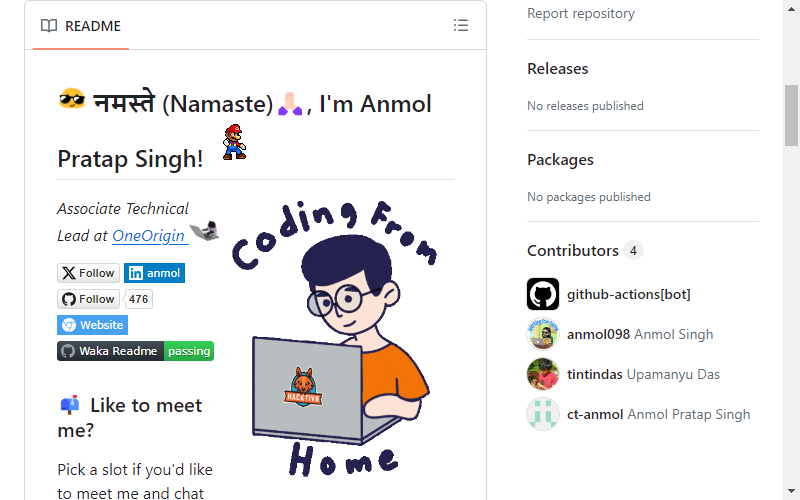 README
😎 नमस्ते (Namaste)🙏🏻, I'm Anmol
Pratap Singh!
Associate Technical
Lead at OneOrigin
Follow
anmol
Follow 476
Website
Waka Readme passing
📫 Like to meet
me?
Pick a slot if you'd like
to meet me and chat
Coding From
HACKTIVE
Home
Report repository
Releases
No releases published
Packages
No packages published
Contributors 4
github-actions[bot]
anmol098 Anmol Singh
tintindas Upamanyu Das
ct-anmol Anmol Pratap Singh